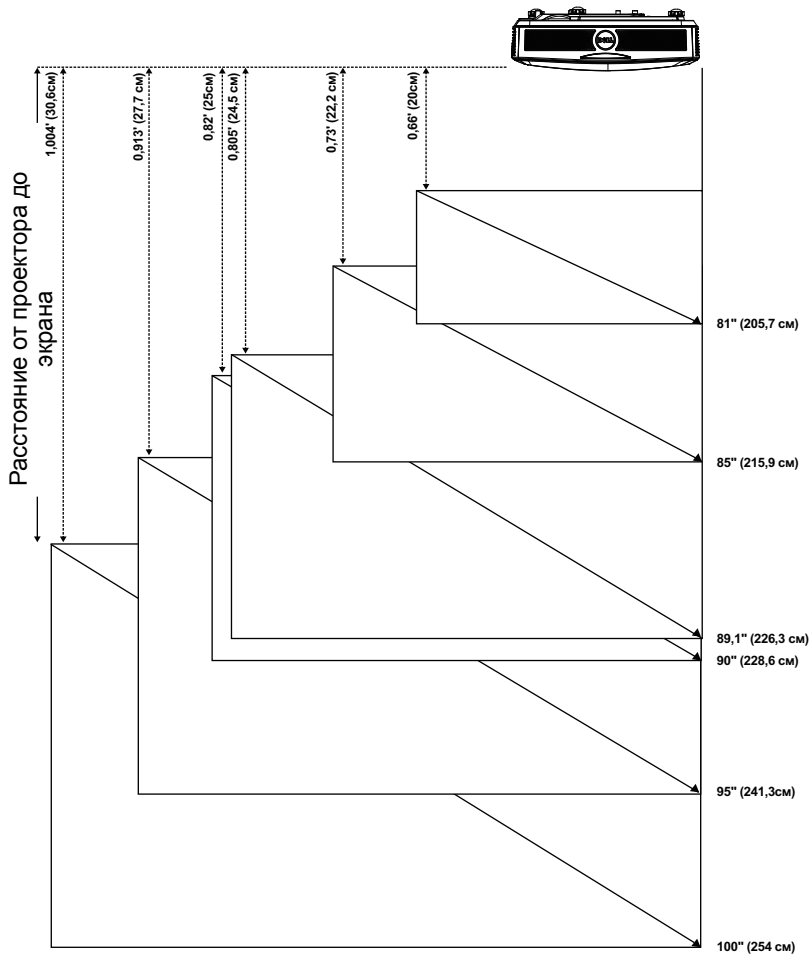 DELL
Расстояние от проектора до
экрана
1,004' (30,6см)
0,913' (27,7 см)
0,82' (25см)
0,805' (24,5 см)
0,73' (22,2 см)
0,66' (20см)
81" (205,7 см)
85" (215,9 см)
89,1" (226,3 см)
90" (228,6 см)
95" (241,3см)
100" (254 см)